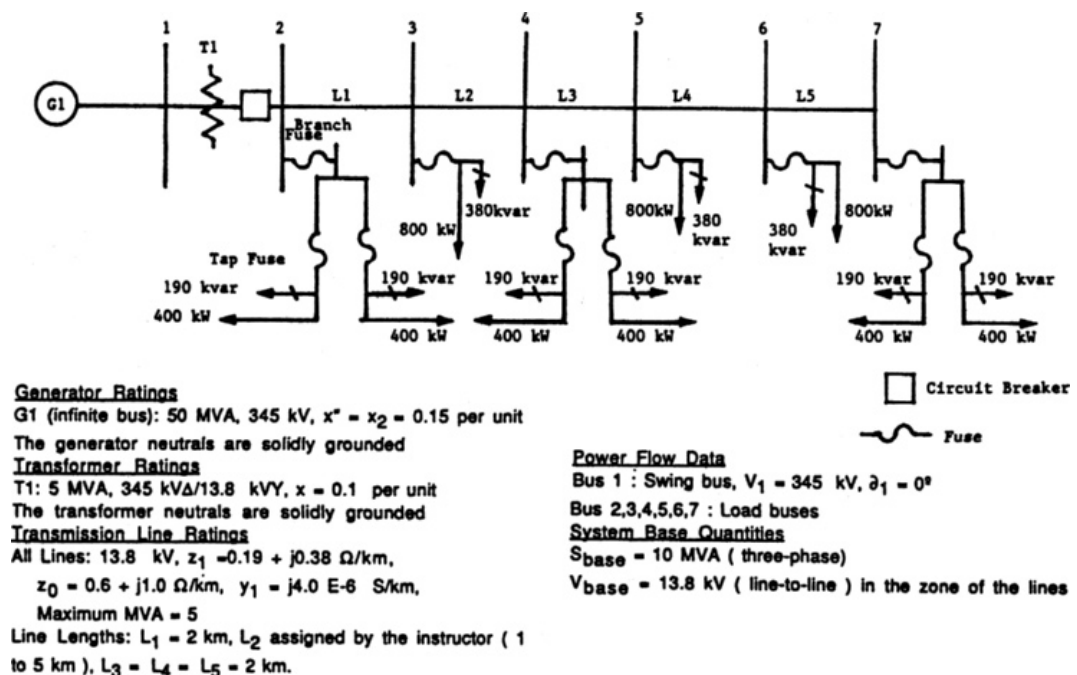 1
2
3
4
5
6
7
T1
G1
L1
L2
L3
L4
L5
Branch
Fuse
380kvar
800 kW
800kW
380
kvar
380
kvar
800kW
Tap Fuse
190 kvar
190 kvar
190 kvar
190 kvar
190 kvar
190 kvar
400 kW
400 kW
400 kW
400 kW
400 kW
400 kW
Circuit Breaker
Fuse
Generator Ratings
G1 (infinite bus): 50 MVA, 345 kV, x" = x2 = 0.15 per unit
The generator neutrals are solidly grounded
Transformer Ratings
T1: 5 MVA, 345 kVΔ/13.8 kVY, x = 0.1 per unit
The transformer neutrals are solidly grounded
Transmission Line Ratings
All Lines: 13.8 kV, z1 =0.19 + j0.38 Ω/km,
z0 = 0.6 + j1.0 Ω/km, y1 = j4.0 E-6 S/km,
Maximum MVA = 5
Line Lengths: L1 = 2 km, L2 assigned by the instructor ( 1
to 5 km ), L3 = L4 = L5 = 2 km.
Power Flow Data
Bus 1 : Swing bus, V1 = 345 kV, ∂1 = 0º
Bus 2,3,4,5,6,7 : Load buses
System Base Quantities
Sbase = 10 MVA ( three-phase)
Vbase = 13.8 kV ( line-to-line ) in the zone of the lines